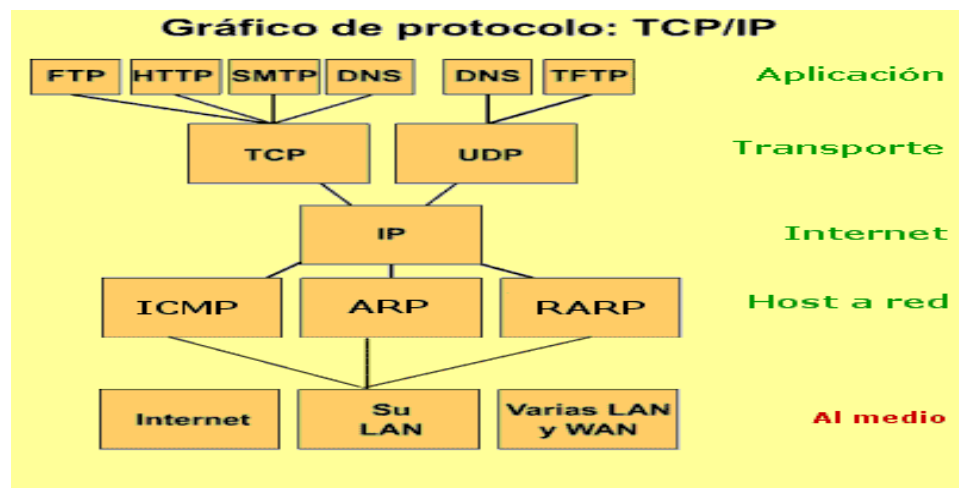 Gráfico de protocolo: TCP/IP
FTP HTTP SMTP DNS DNS TFTP Aplicación
TCP UDP Transporte
IP Internet
ICMP ARP RARP Host a red
Internet Su LAN Varias LAN y WAN Al medio